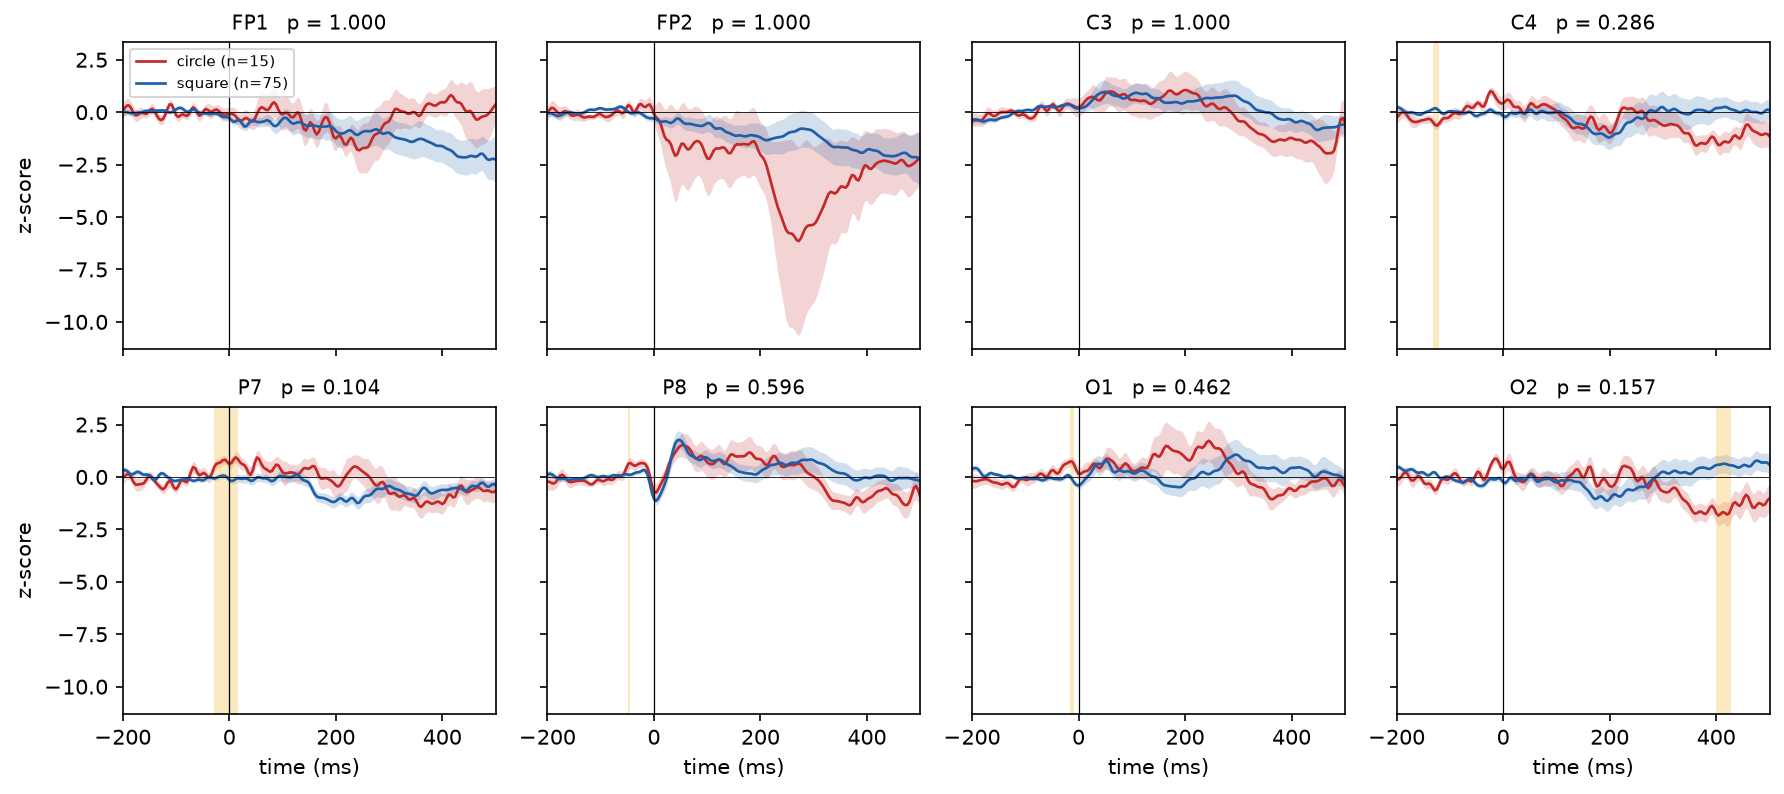 FP1   p = 1.000
FP2   p = 1.000
C3   p = 1.000
C4   p = 0.286
circle (n=15)
square (n=75)
2.5
0.0
−2.5
−5.0
−7.5
−10.0
z-score
P7   p = 0.104
P8   p = 0.596
O1   p = 0.462
O2   p = 0.157
2.5
0.0
−2.5
−5.0
−7.5
−10.0
z-score
−200 0 200 400
−200 0 200 400
−200 0 200 400
−200 0 200 400
time (ms)
time (ms)
time (ms)
time (ms)